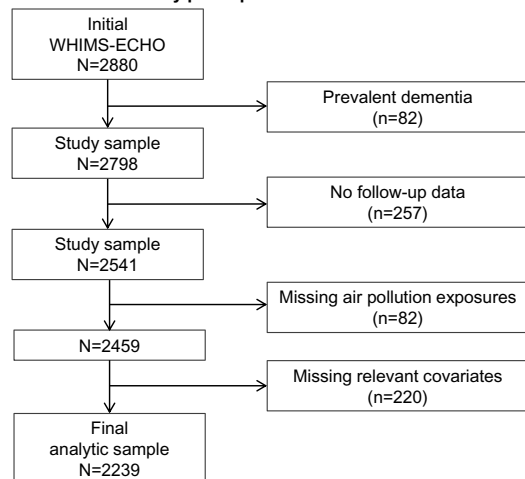 Initial
WHIMS-ECHO
N=2880
Prevalent dementia
(n=82)
Study sample
N=2798
No follow-up data
(n=257)
Study sample
N=2541
Missing air pollution exposures
(n=82)
N=2459
Missing relevant covariates
(n=220)
Final
analytic sample
N=2239